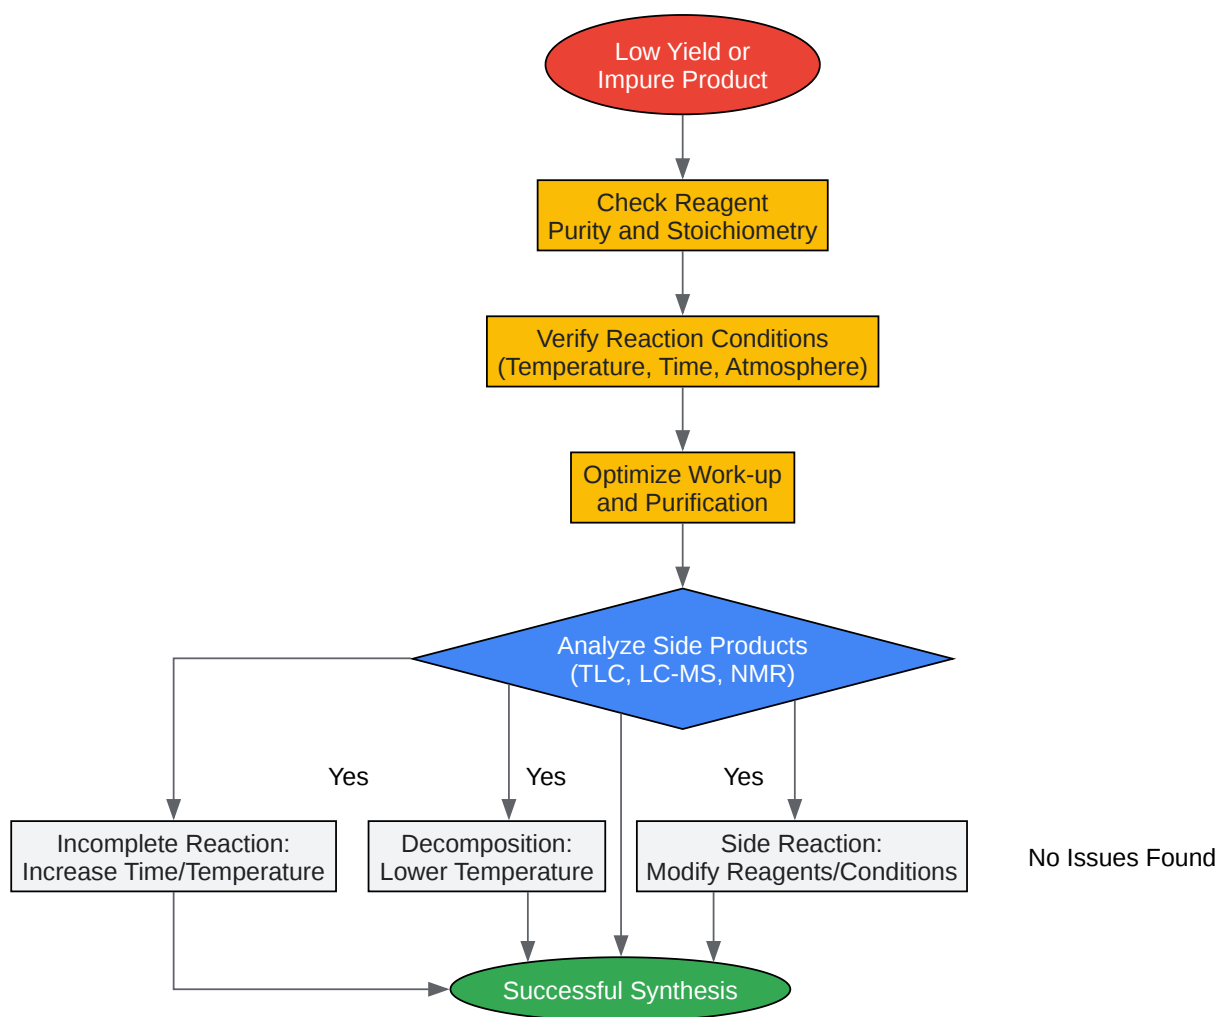 Low Yield or
Impure Product
Check Reagent
Purity and Stoichiometry
Verify Reaction Conditions
(Temperature, Time, Atmosphere)
Optimize Work-up
and Purification
Analyze Side Products
(TLC, LC-MS, NMR)
Yes
Yes
Yes
Incomplete Reaction:
Increase Time/Temperature
Decomposition:
Lower Temperature
Side Reaction:
Modify Reagents/Conditions
No Issues Found
Successful Synthesis